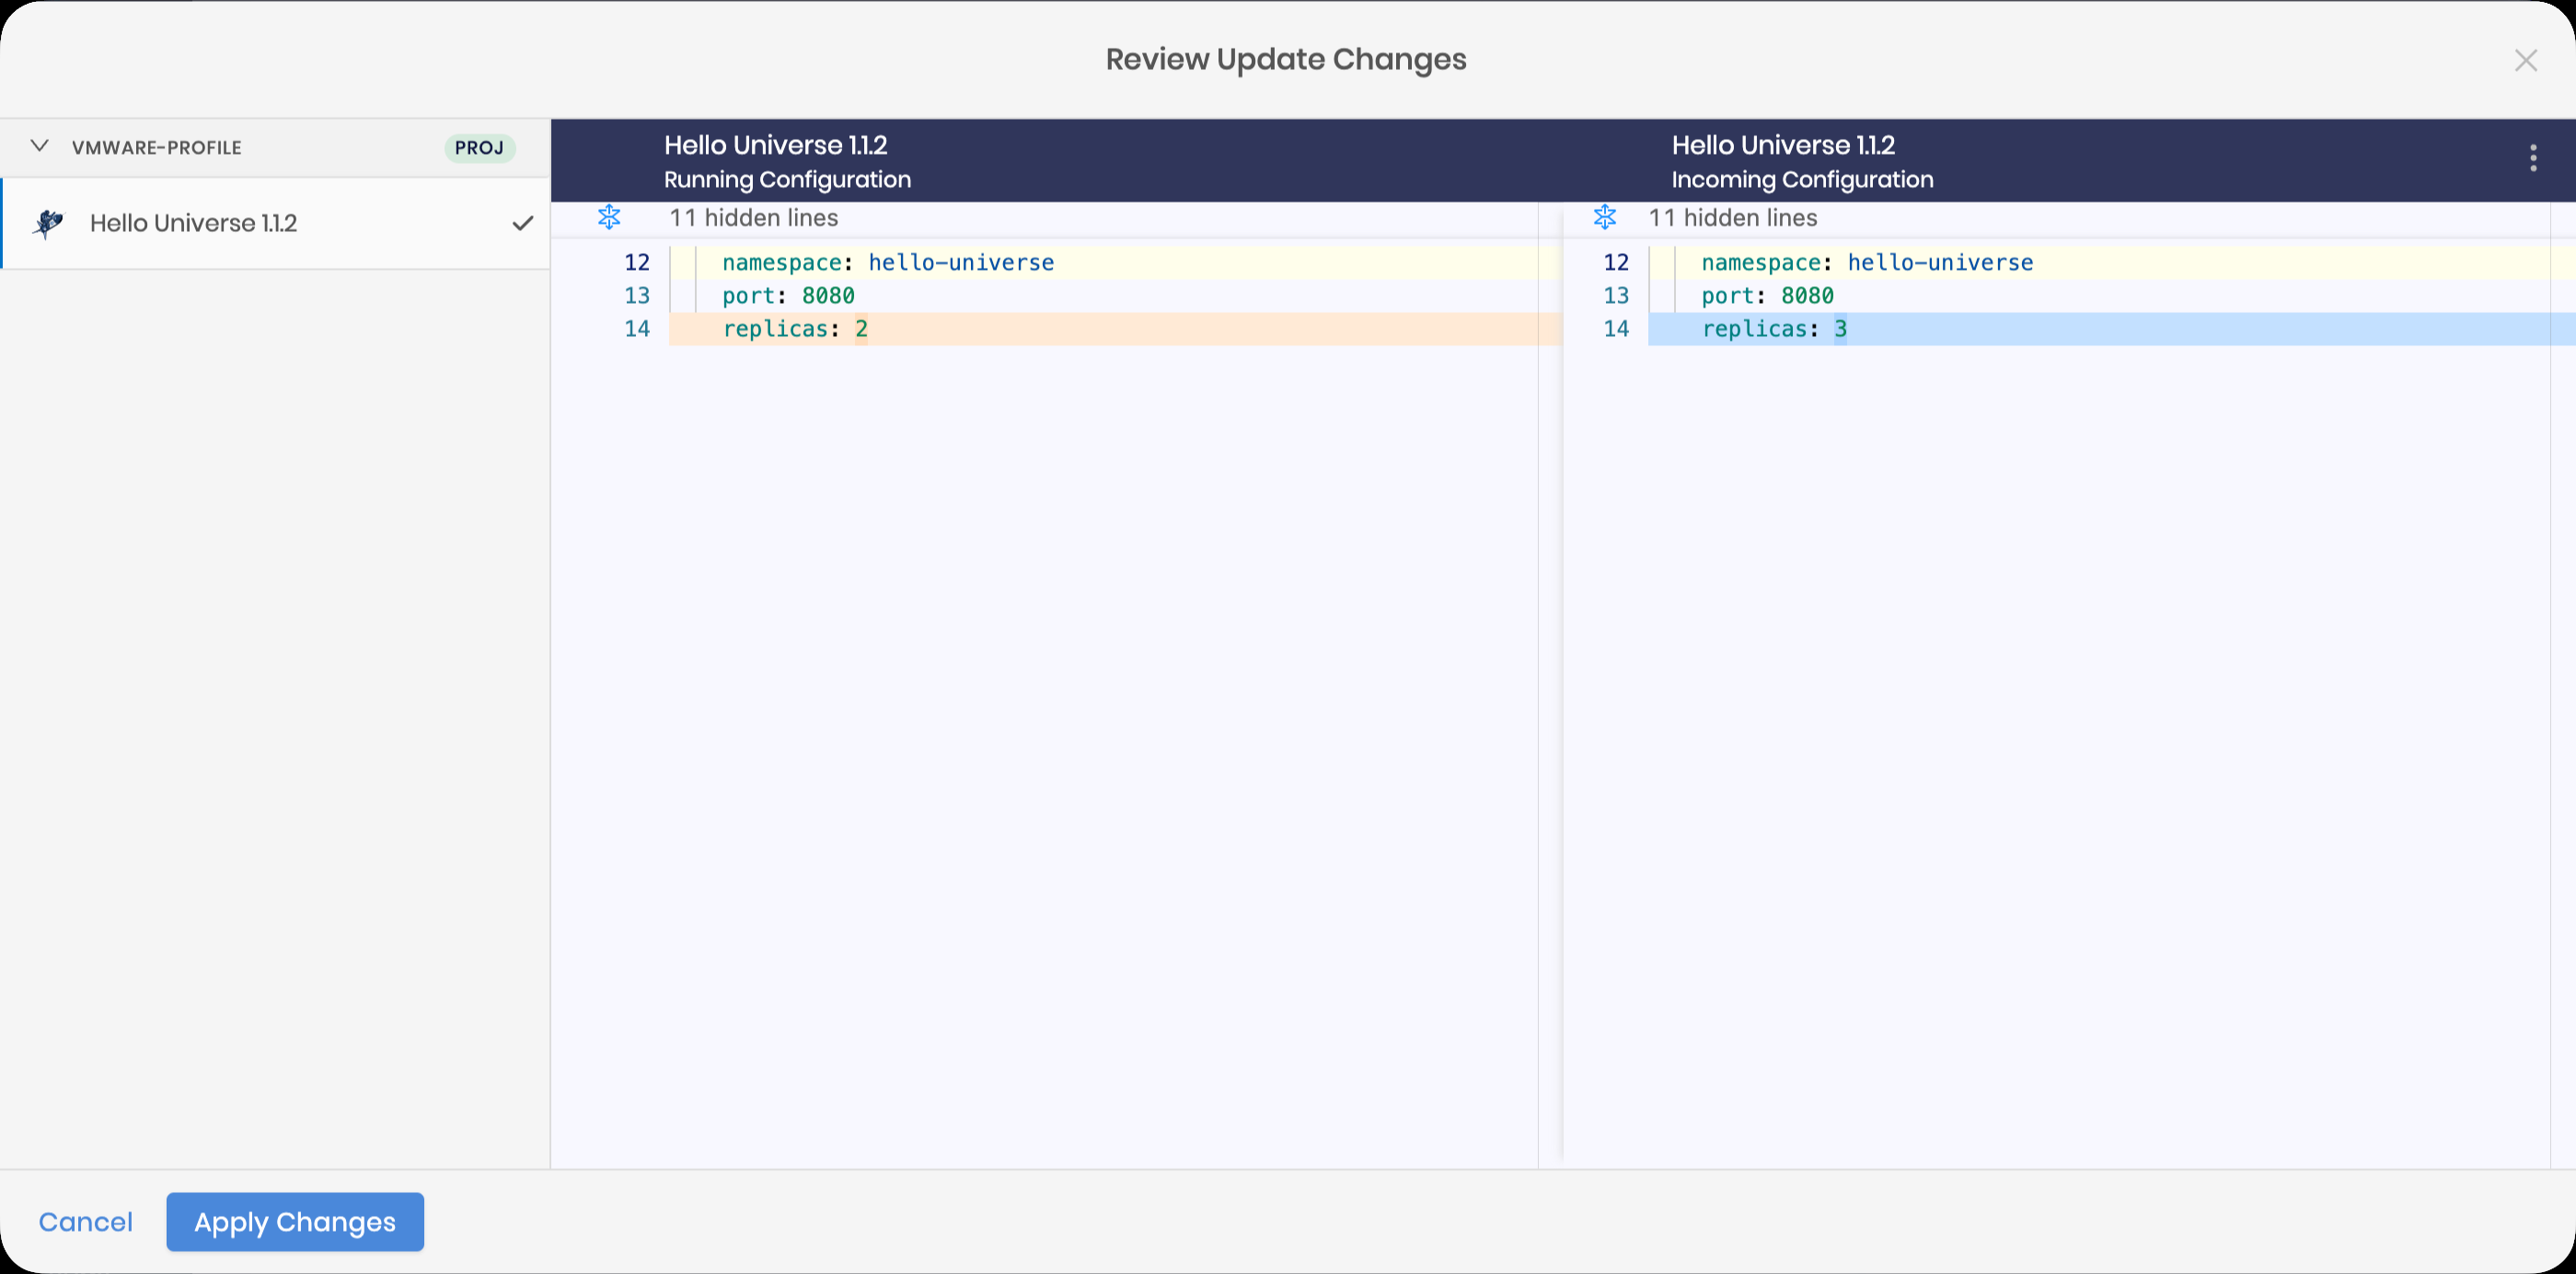 Review Update Changes
VMWARE-PROFILE PROJ
Hello Universe 1.1.2
Hello Universe 1.1.2
Running Configuration
11 hidden lines
12 namespace: hello-universe
13 port: 8080
14 replicas: 2
Hello Universe 1.1.2
Incoming Configuration
11 hidden lines
12 namespace: hello-universe
13 port: 8080
14 replicas: 3
Cancel Apply Changes